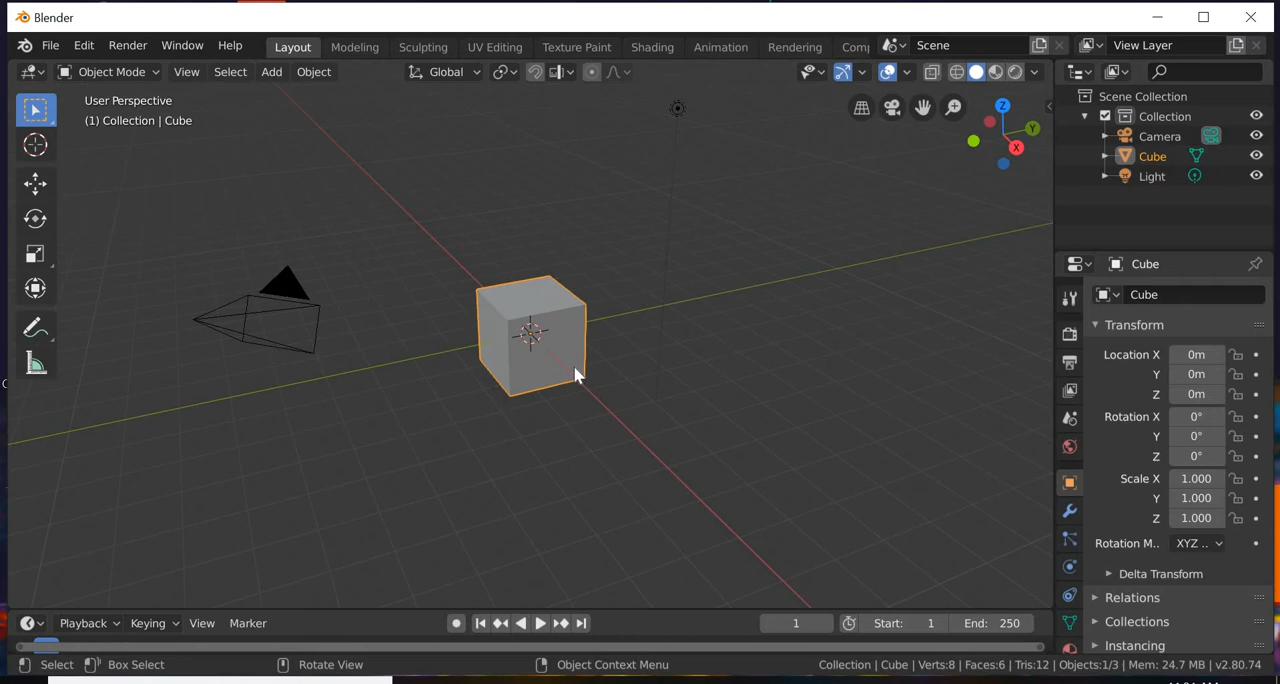 Blender
File Edit Render Window Help Layout Modeling Sculpting UV Editing Texture Paint Shading Animation Rendering Comp Scene View Layer
Object Mode View Select Add Object Global
User Perspective
(1) Collection | Cube
Z
Y
X
Scene Collection
Collection
Camera
Cube
Light
Cube
Cube
Transform
Location X 0m
Y 0m
Z 0m
Rotation X 0°
Y 0°
Z 0°
Scale X 1.000
Y 1.000
Z 1.000
Rotation M.. XYZ ..
Delta Transform
Relations
Collections
Instancing
Playback Keying View Marker 1 Start: 1 End: 250
Select Box Select Rotate View Object Context Menu Collection | Cube | Verts:8 | Faces:6 | Tris:12 | Objects:1/3 | Mem: 24.7 MB | v2.80.74